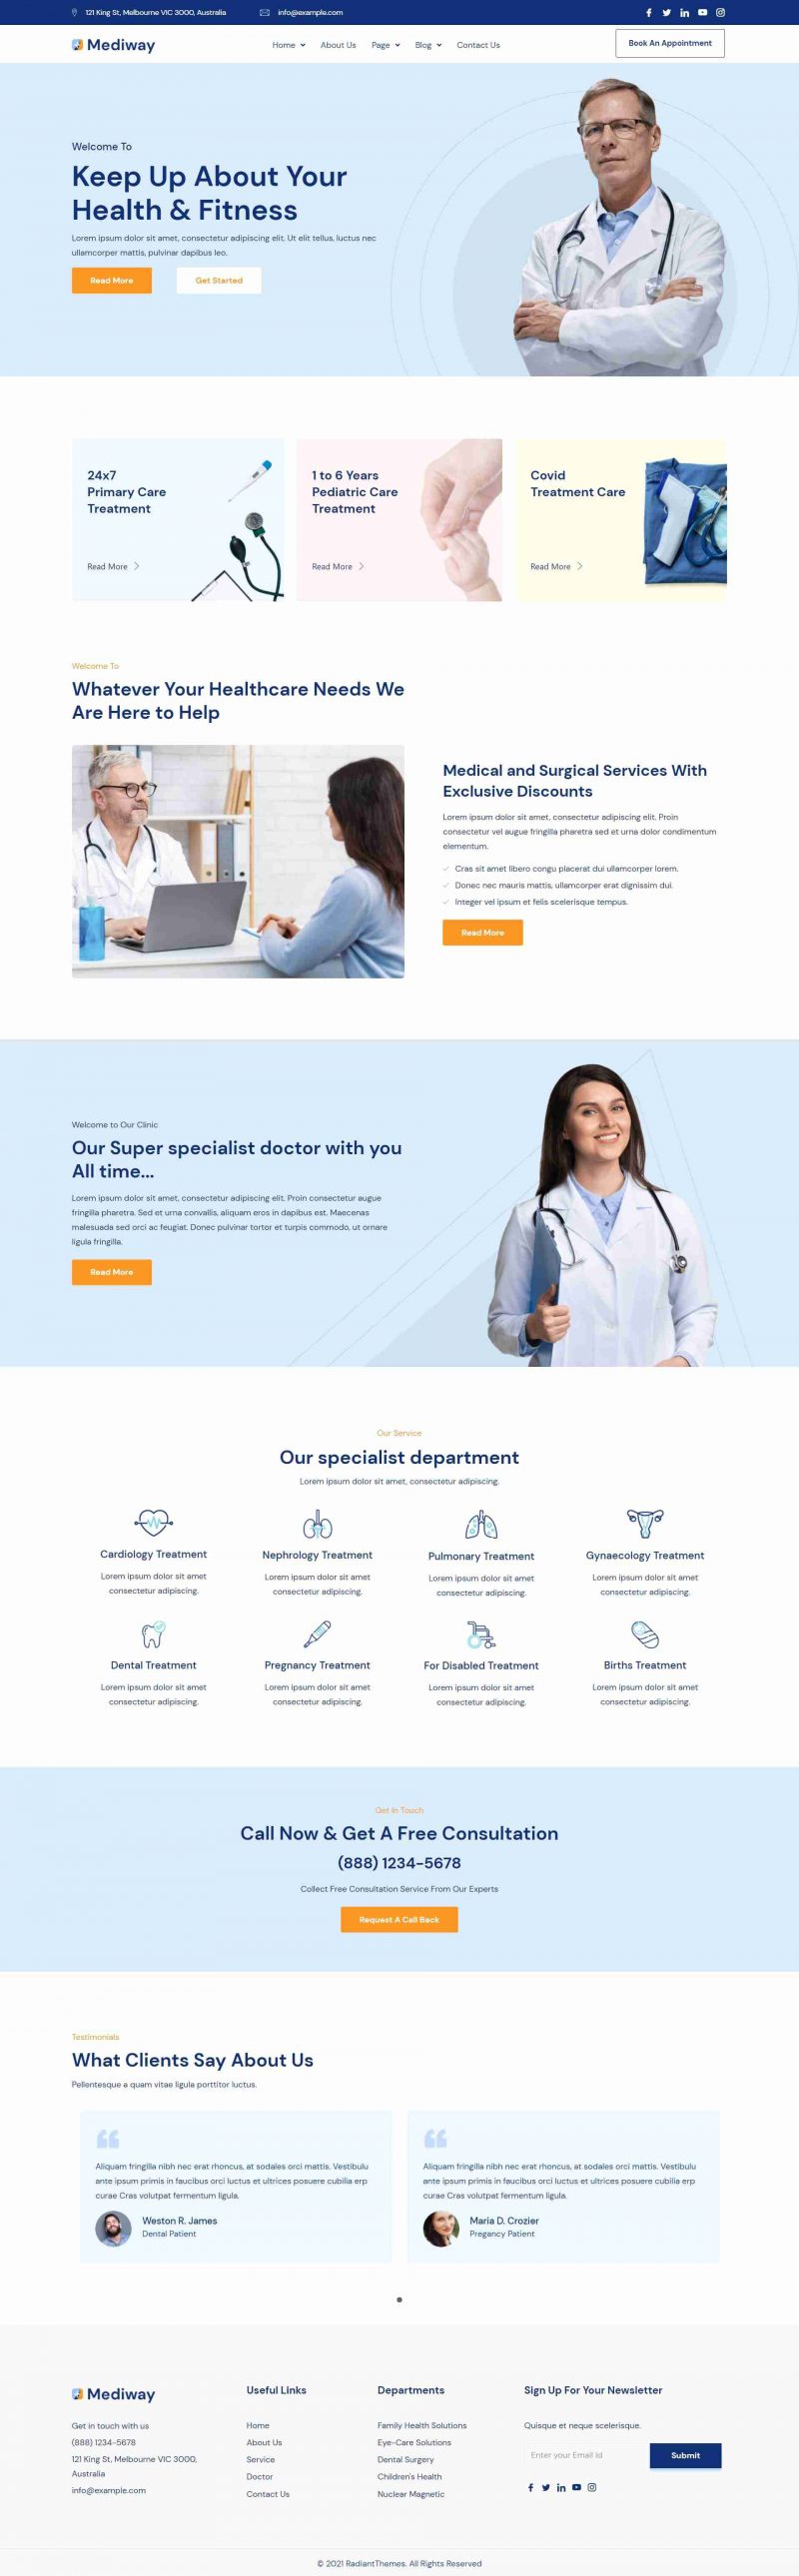 121 King St, Melbourne VIC 3000, Australia
info@example.com
Mediway
Home
About Us
Page
Blog
Contact Us
Book An Appointment
Welcome To
Keep Up About Your
Health & Fitness
Lorem ipsum dolor sit amet, consectetur adipiscing elit. Ut elit tellus, luctus nec
ullamcorper mattis, pulvinar dapibus leo.
Read More
Get Started
24x7
Primary Care
Treatment
Read More
1 to 6 Years
Pediatric Care
Treatment
Read More
Covid
Treatment Care
Read More
Welcome To
Whatever Your Healthcare Needs We
Are Here to Help
Medical and Surgical Services With
Exclusive Discounts
Lorem ipsum dolor sit amet, consectetur adipiscing elit. Proin
consectetur vel augue fringilla pharetra sed et urna dolor condimentum
elementum.
Cras sit amet libero congu placerat dui ullamcorper lorem.
Donec nec mauris mattis, ullamcorper erat dignissim dui.
Integer vel ipsum et felis scelerisque tempus.
Read More
Welcome to Our Clinic
Our Super specialist doctor with you
All time...
Lorem ipsum dolor sit amet, consectetur adipiscing elit. Proin consectetur augue
fringilla pharetra. Sed et urna convallis, aliquam eros in dapibus est. Maecenas
malesuada sed orci ac feugiat. Donec pulvinar tortor et turpis commodo, ut ornare
ligula fringilla.
Read More
Our Service
Our specialist department
Lorem ipsum dolor sit amet, consectetur adipiscing.
Cardiology Treatment
Lorem ipsum dolor sit amet
consectetur adipiscing.
Nephrology Treatment
Lorem ipsum dolor sit amet
consectetur adipiscing.
Pulmonary Treatment
Lorem ipsum dolor sit amet
consectetur adipiscing.
Gynaecology Treatment
Lorem ipsum dolor sit amet
consectetur adipiscing.
Dental Treatment
Lorem ipsum dolor sit amet
consectetur adipiscing.
Pregnancy Treatment
Lorem ipsum dolor sit amet
consectetur adipiscing.
For Disabled Treatment
Lorem ipsum dolor sit amet
consectetur adipiscing.
Births Treatment
Lorem ipsum dolor sit amet
consectetur adipiscing.
Get In Touch
Call Now & Get A Free Consultation
(888) 1234-5678
Collect Free Consultation Service From Our Experts
Request A Call Back
Testimonials
What Clients Say About Us
Pellentesque a quam vitae ligula porttitor luctus.
Aliquam fringilla nibh nec erat rhoncus, at sodales orci mattis. Vestibulu
ante ipsum primis in faucibus orci luctus et ultrices posuere cubilia erp
curae Cras volutpat fermentum ligula.
Weston R. James
Dental Patient
Aliquam fringilla nibh nec erat rhoncus, at sodales orci mattis. Vestibulu
ante ipsum primis in faucibus orci luctus et ultrices posuere cubilia erp
curae Cras volutpat fermentum ligula.
Maria D. Crozier
Pregancy Patient
Mediway
Get in touch with us
(888) 1234-5678
121 King St, Melbourne VIC 3000,
Australia
info@example.com
Useful Links
Home
About Us
Service
Doctor
Contact Us
Departments
Family Health Solutions
Eye-Care Solutions
Dental Surgery
Children's Health
Nuclear Magnetic
Sign Up For Your Newsletter
Quisque et neque scelerisque.
Enter your Email Id
Submit
© 2021 RadiantThemes. All Rights Reserved